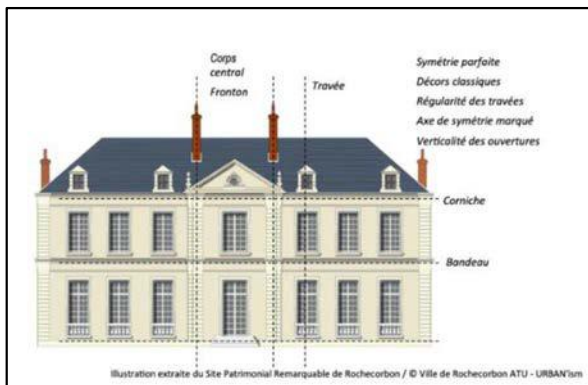 Corps
central
Fronton
Travée
Symétrie parfaite
Décors classiques
Régularité des travées
Axe de symétrie marqué
Verticalité des ouvertures
Corniche
Bandeau
Illustration extraite du Site Patrimonial Remarquable de Rochecorbon / © Ville de Rochecorbon ATU - URBAN'ism